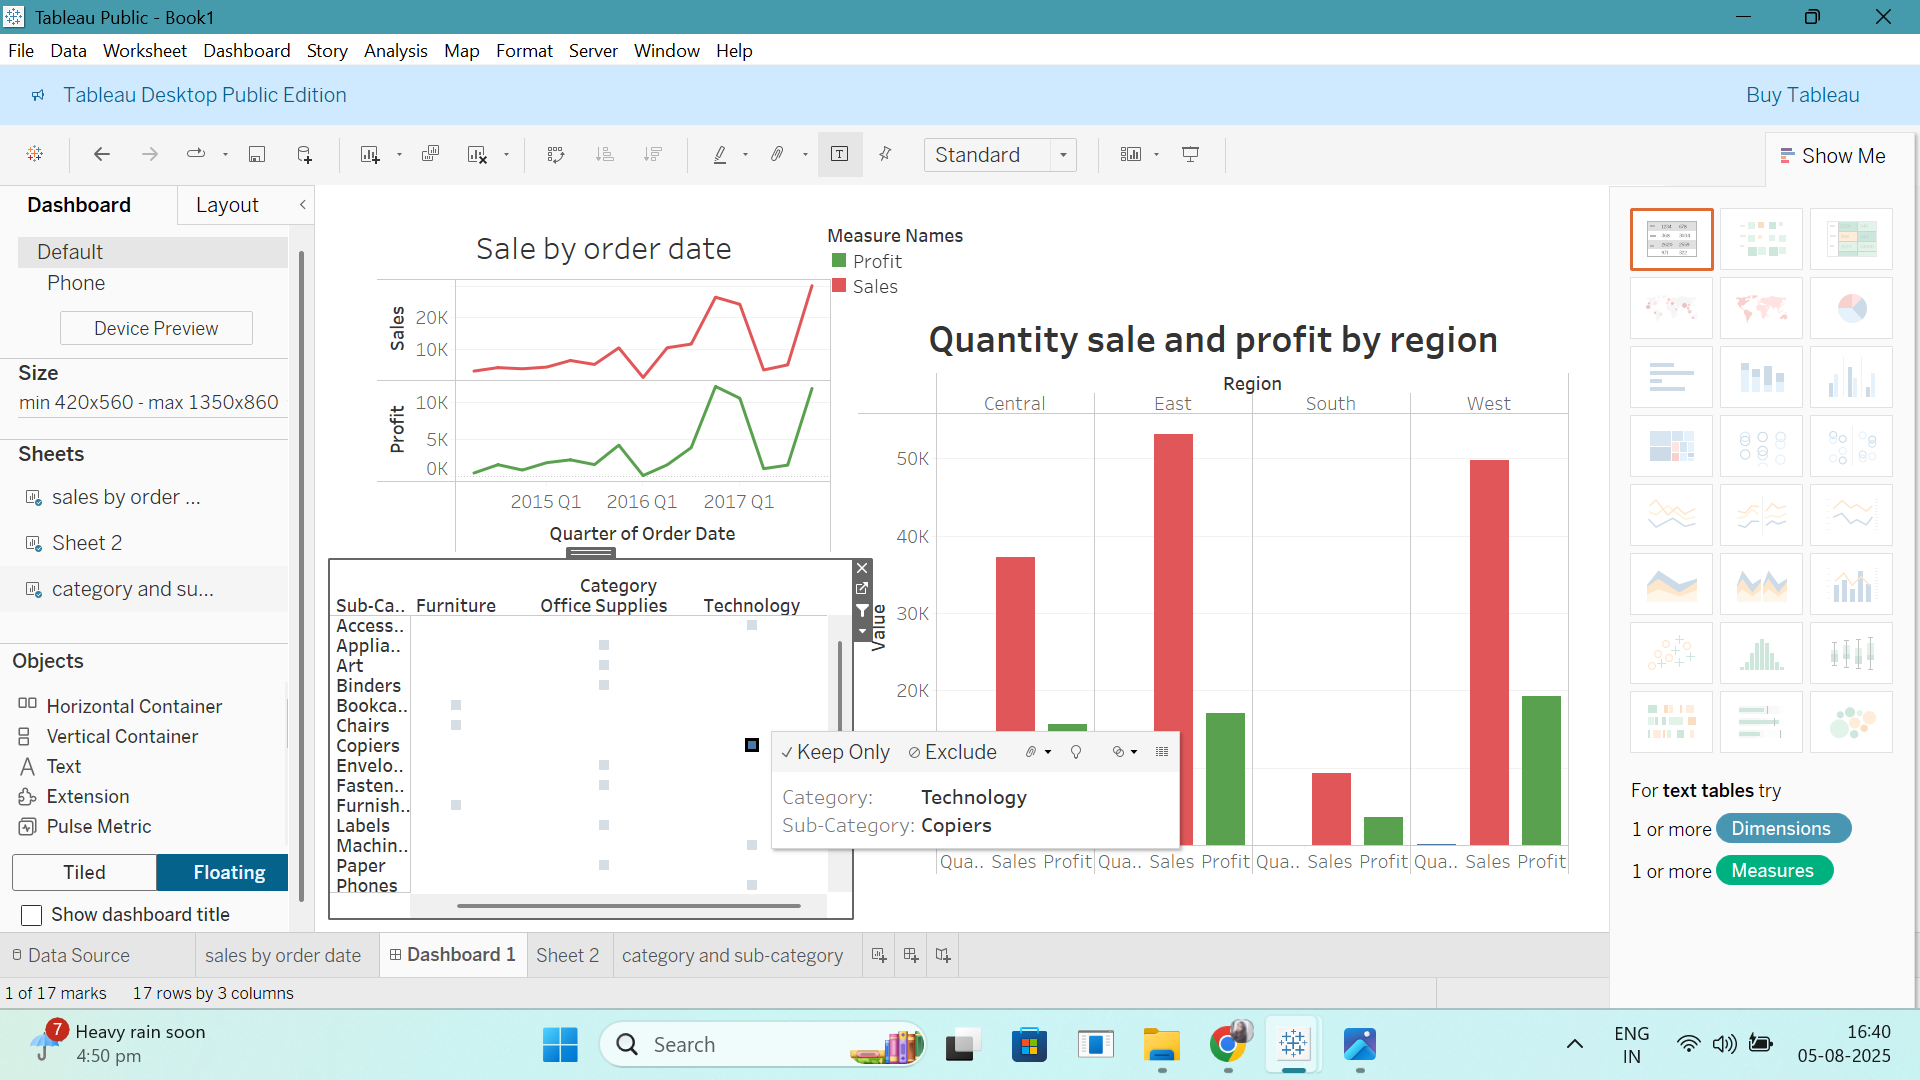 Tableau Public - Book1
File Data Worksheet Dashboard Story Analysis Map Format Server Window Help
Tableau Desktop Public Edition
Buy Tableau
Standard
Show Me
Dashboard
Layout
Default
Phone
Device Preview
Size
min 420x560 - max 1350x860
Sheets
sales by order ...
Sheet 2
category and su...
Objects
Horizontal Container
Vertical Container
Text
Extension
Pulse Metric
Tiled
Floating
Show dashboard title
Sale by order date
Sales
20K
10K
Profit
10K
5K
0K
2015 Q1 2016 Q1 2017 Q1
Quarter of Order Date
Measure Names
Profit
Sales
Quantity sale and profit by region
Region
Central East South West
Value
50K
40K
30K
20K
Qua.. Sales Profit Qua.. Sales Profit Qua.. Sales Profit Qua.. Sales Profit
Category
Sub-Ca.. Furniture Office Supplies Technology
Access..
Applia..
Art
Binders
Bookca..
Chairs
Copiers
Envelo..
Fasten..
Furnish..
Labels
Machin..
Paper
Phones
Keep Only Exclude
Category: Technology
Sub-Category: Copiers
For text tables try
1 or more Dimensions
1 or more Measures
Data Source
sales by order date
Dashboard 1
Sheet 2
category and sub-category
1 of 17 marks 17 rows by 3 columns
7
Heavy rain soon
4:50 pm
Search
ENG
IN
16:40
05-08-2025